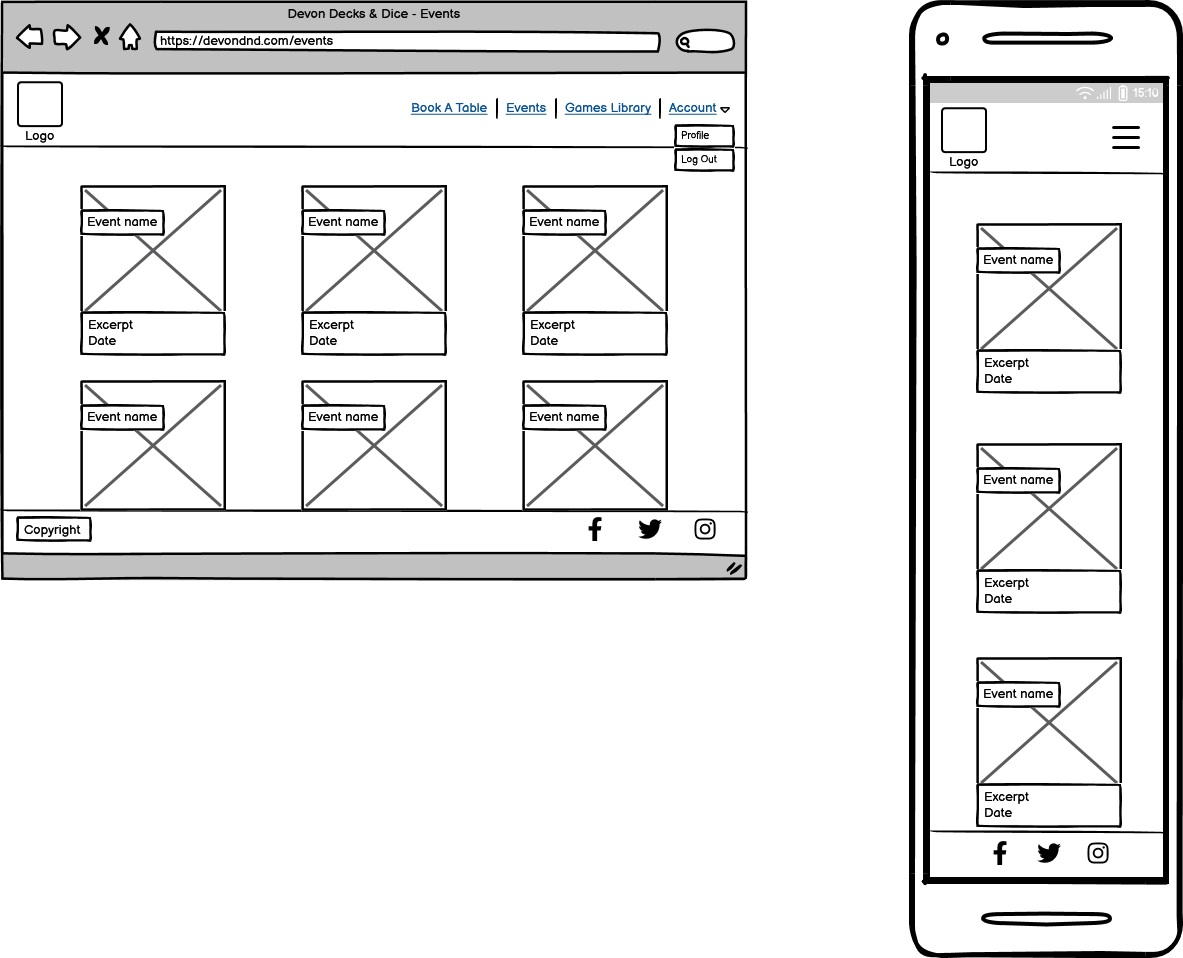 Devon Decks & Dice - Events
https://devondnd.com/events
Logo
Book A Table
Events
Games Library
Account
Profile
Log Out
Event name
Event name
Event name
Excerpt
Date
Excerpt
Date
Excerpt
Date
Event name
Event name
Event name
Copyright
15:10
Logo
Event name
Excerpt
Date
Event name
Excerpt
Date
Event name
Excerpt
Date